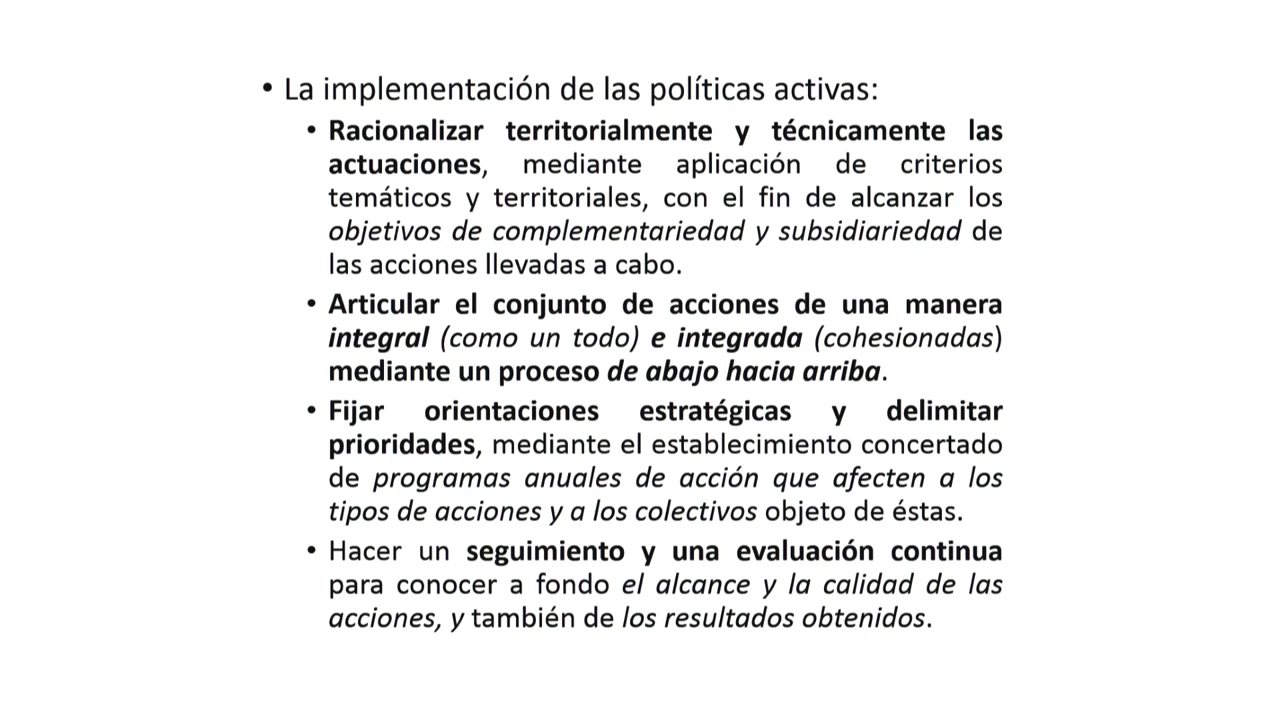 • La implementación de las políticas activas:
• Racionalizar territorialmente y técnicamente las
actuaciones, mediante aplicación de criterios
temáticos y territoriales, con el fin de alcanzar los
objetivos de complementariedad y subsidiariedad de
las acciones llevadas a cabo.
• Articular el conjunto de acciones de una manera
integral (como un todo) e integrada (cohesionadas)
mediante un proceso de abajo hacia arriba.
• Fijar orientaciones estratégicas y delimitar
prioridades, mediante el establecimiento concertado
de programas anuales de acción que afecten a los
tipos de acciones y a los colectivos objeto de éstas.
• Hacer un seguimiento y una evaluación continua
para conocer a fondo el alcance y la calidad de las
acciones, y también de los resultados obtenidos.